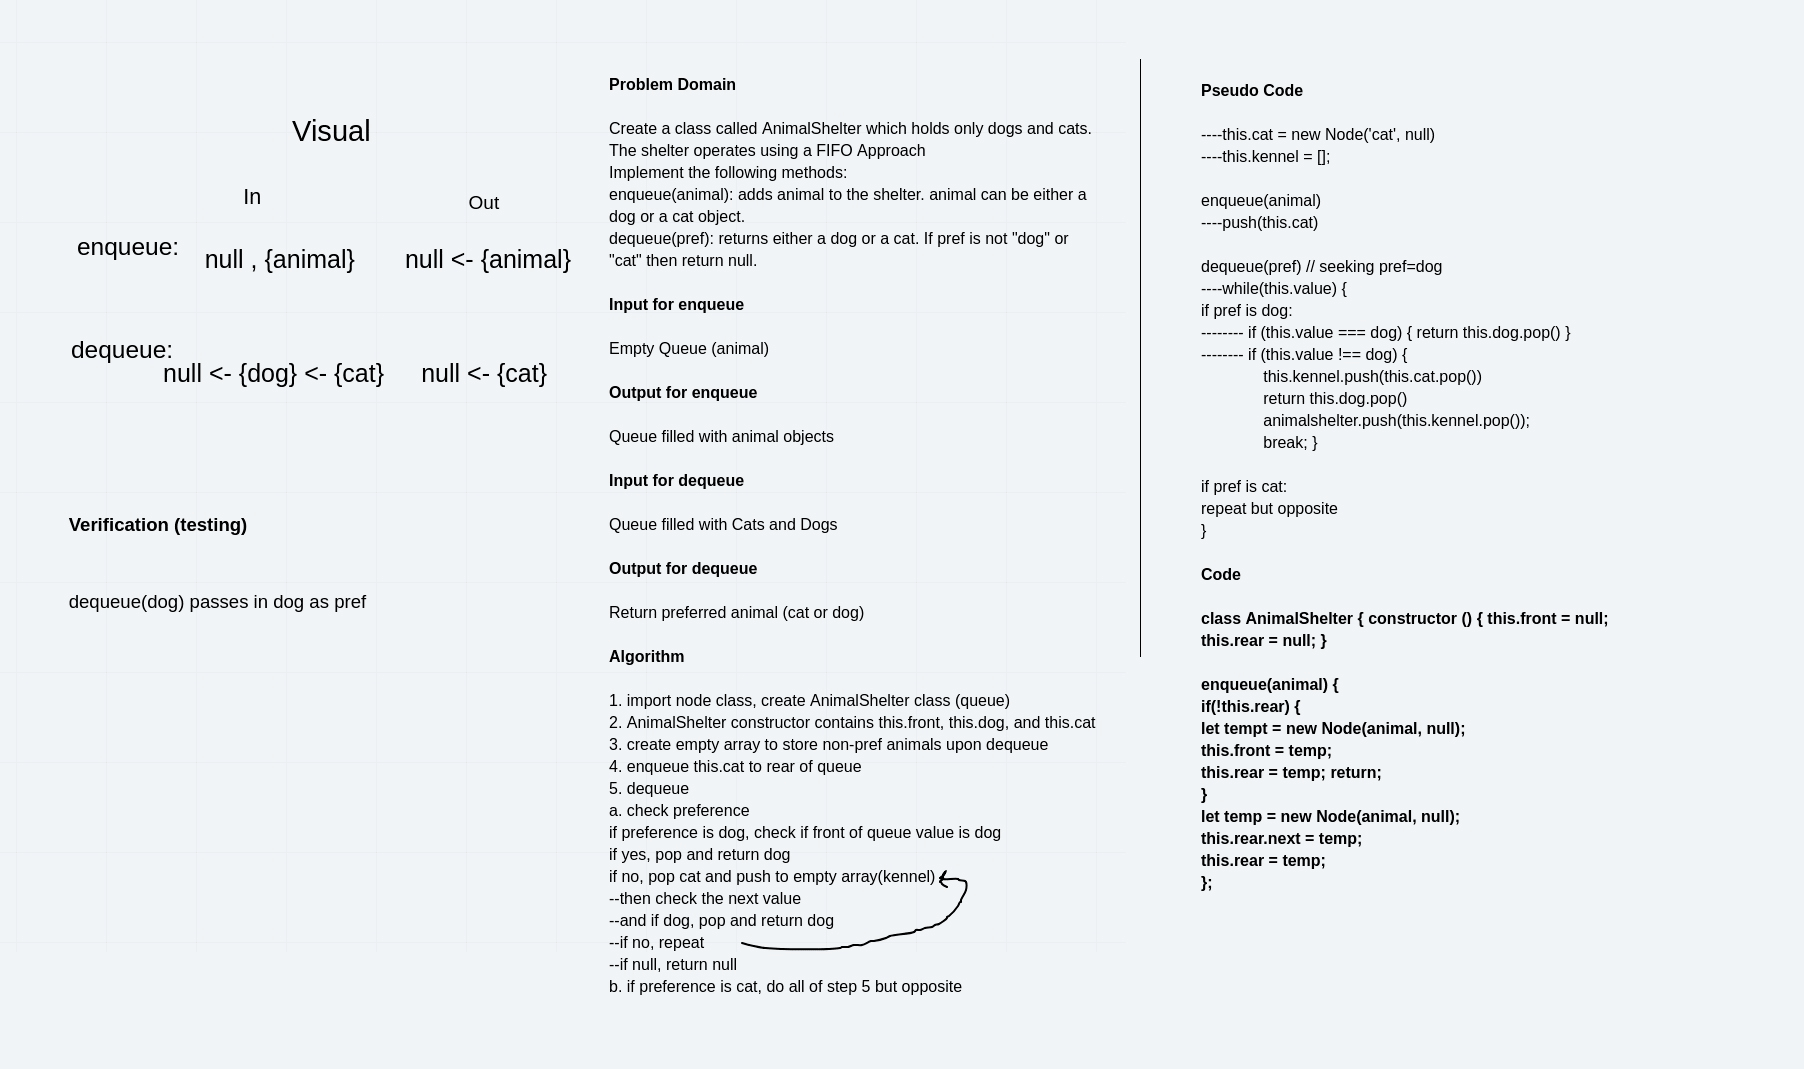 Visual
In
Out
enqueue:
null , {animal}
null <- {animal}
dequeue:
null <- {dog} <- {cat}
null <- {cat}
Verification (testing)
dequeue(dog) passes in dog as pref
Problem Domain
Create a class called AnimalShelter which holds only dogs and cats.
The shelter operates using a FIFO Approach
Implement the following methods:
enqueue(animal): adds animal to the shelter. animal can be either a
dog or a cat object.
dequeue(pref): returns either a dog or a cat. If pref is not "dog" or
"cat" then return null.
Input for enqueue
Empty Queue (animal)
Output for enqueue
Queue filled with animal objects
Input for dequeue
Queue filled with Cats and Dogs
Output for dequeue
Return preferred animal (cat or dog)
Algorithm
1. import node class, create AnimalShelter class (queue)
2. AnimalShelter constructor contains this.front, this.dog, and this.cat
3. create empty array to store non-pref animals upon dequeue
4. enqueue this.cat to rear of queue
5. dequeue
a. check preference
if preference is dog, check if front of queue value is dog
if yes, pop and return dog
if no, pop cat and push to empty array(kennel)
--then check the next value
--and if dog, pop and return dog
--if no, repeat
--if null, return null
b. if preference is cat, do all of step 5 but opposite
Pseudo Code
----this.cat = new Node('cat', null)
----this.kennel = [];
enqueue(animal)
----push(this.cat)
dequeue(pref) // seeking pref=dog
----while(this.value) {
if pref is dog:
-------- if (this.value === dog) { return this.dog.pop() }
-------- if (this.value !== dog) {
this.kennel.push(this.cat.pop())
return this.dog.pop()
animalshelter.push(this.kennel.pop());
break; }
if pref is cat:
repeat but opposite
}
Code
class AnimalShelter { constructor () { this.front = null;
this.rear = null; }
enqueue(animal) {
if(!this.rear) {
let tempt = new Node(animal, null);
this.front = temp;
this.rear = temp; return;
}
let temp = new Node(animal, null);
this.rear.next = temp;
this.rear = temp;
};